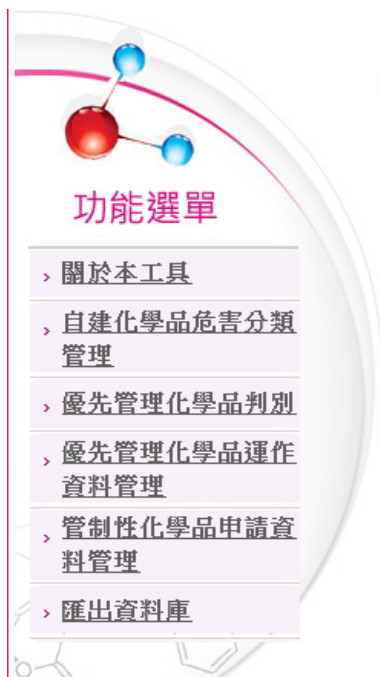 功能選單
關於本工具
自建化學品危害分類
管理
優先管理化學品判別
優先管理化學品運作
資料管理
管制性化學品申請資
料管理
匯出資料庫